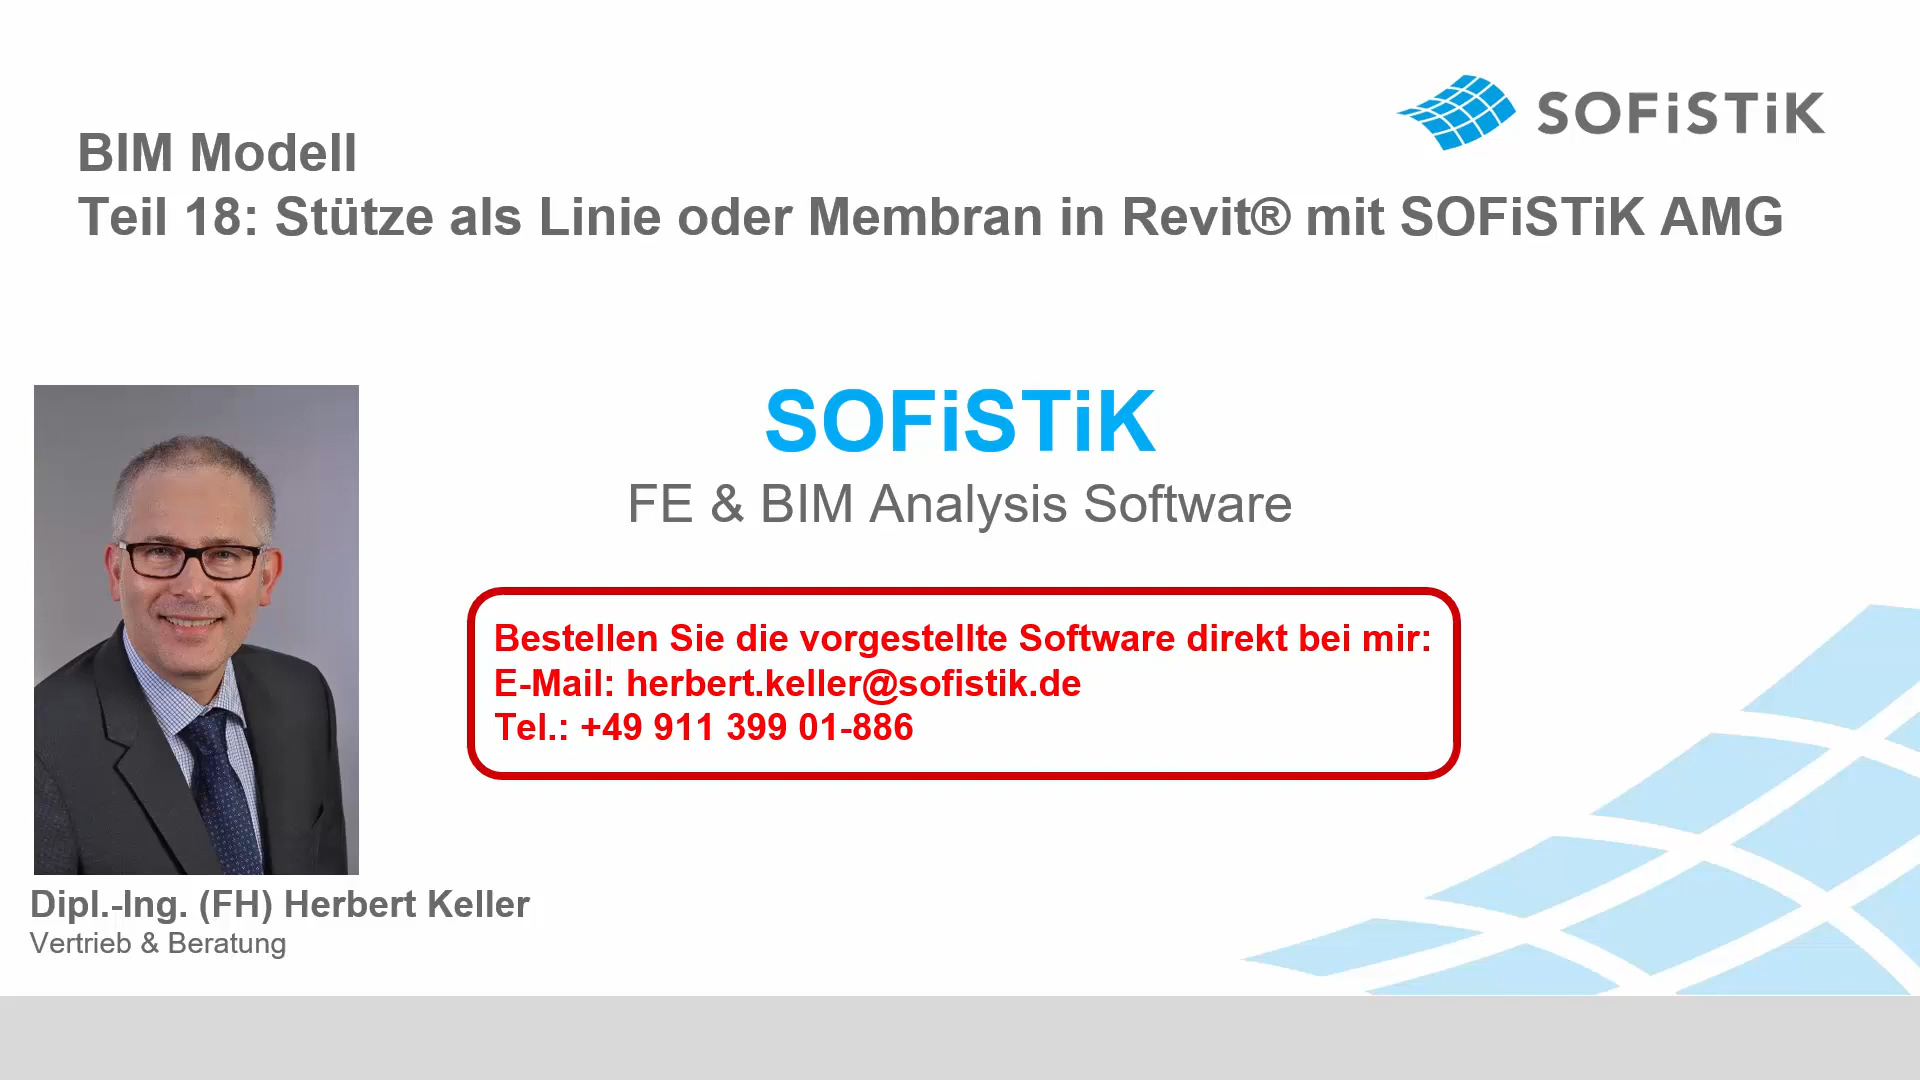 SOFiSTiK
BIM Modell
Teil 18: Stütze als Linie oder Membran in Revit® mit SOFiSTiK AMG
SOFiSTiK
FE & BIM Analysis Software
Bestellen Sie die vorgestellte Software direkt bei mir:
E-Mail: herbert.keller@sofistik.de
Tel.: +49 911 399 01-886
Dipl.-Ing. (FH) Herbert Keller
Vertrieb & Beratung